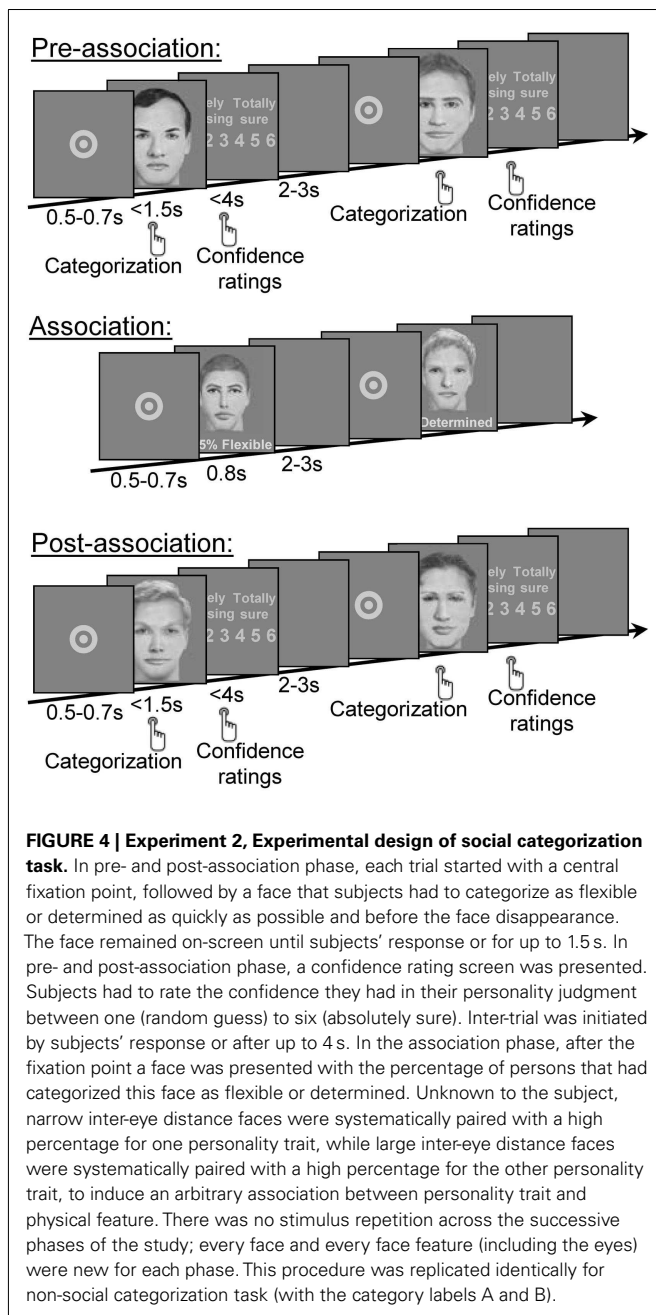 Pre-association:
ely Totally
sing sure
2 3 4 5 6
ely Totally
sing sure
2 3 4 5 6
0.5-0.7s <1.5s <4s 2-3s
Categorization Confidence ratings
Categorization Confidence ratings
Association:
5% Flexible
Determined
0.5-0.7s 0.8s 2-3s
Post-association:
ely Totally
sing sure
2 3 4 5 6
ely Totally
sing sure
2 3 4 5 6
0.5-0.7s <1.5s <4s 2-3s
Categorization Confidence ratings
Categorization Confidence ratings
FIGURE 4 | Experiment 2, Experimental design of social categorization
task. In pre- and post-association phase, each trial started with a central
fixation point, followed by a face that subjects had to categorize as flexible
or determined as quickly as possible and before the face disappearance.
The face remained on-screen until subjects' response or for up to 1.5 s. In
pre- and post-association phase, a confidence rating screen was presented.
Subjects had to rate the confidence they had in their personality judgment
between one (random guess) to six (absolutely sure). Inter-trial was initiated
by subjects' response or after up to 4 s. In the association phase, after the
fixation point a face was presented with the percentage of persons that had
categorized this face as flexible or determined. Unknown to the subject,
narrow inter-eye distance faces were systematically paired with a high
percentage for one personality trait, while large inter-eye distance faces
were systematically paired with a high percentage for the other personality
trait, to induce an arbitrary association between personality trait and
physical feature. There was no stimulus repetition across the successive
phases of the study; every face and every face feature (including the eyes)
were new for each phase. This procedure was replicated identically for
non-social categorization task (with the category labels A and B).